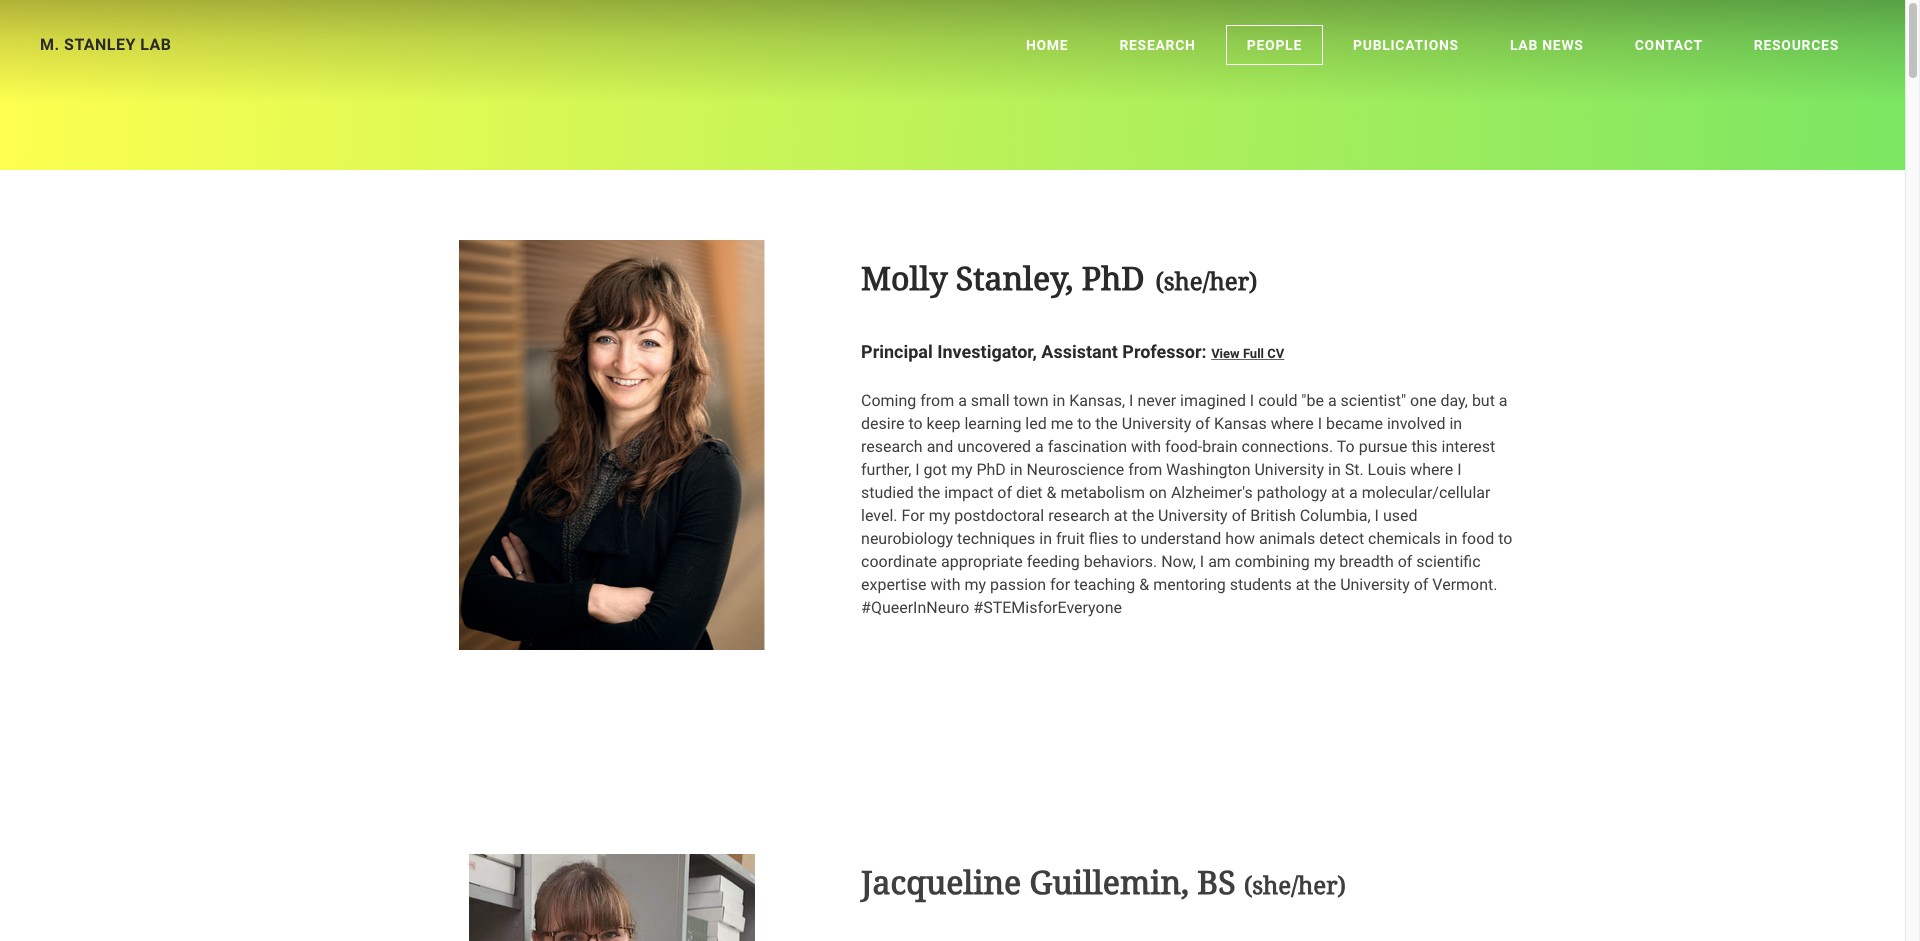 M. STANLEY LAB
HOME RESEARCH PEOPLE PUBLICATIONS LAB NEWS CONTACT RESOURCES
Molly Stanley, PhD (she/her)
Principal Investigator, Assistant Professor: View Full CV
Coming from a small town in Kansas, I never imagined I could "be a scientist" one day, but a
desire to keep learning led me to the University of Kansas where I became involved in
research and uncovered a fascination with food-brain connections. To pursue this interest
further, I got my PhD in Neuroscience from Washington University in St. Louis where I
studied the impact of diet & metabolism on Alzheimer's pathology at a molecular/cellular
level. For my postdoctoral research at the University of British Columbia, I used
neurobiology techniques in fruit flies to understand how animals detect chemicals in food to
coordinate appropriate feeding behaviors. Now, I am combining my breadth of scientific
expertise with my passion for teaching & mentoring students at the University of Vermont.
#QueerInNeuro #STEMisforEveryone
Jacqueline Guillemin, BS (she/her)